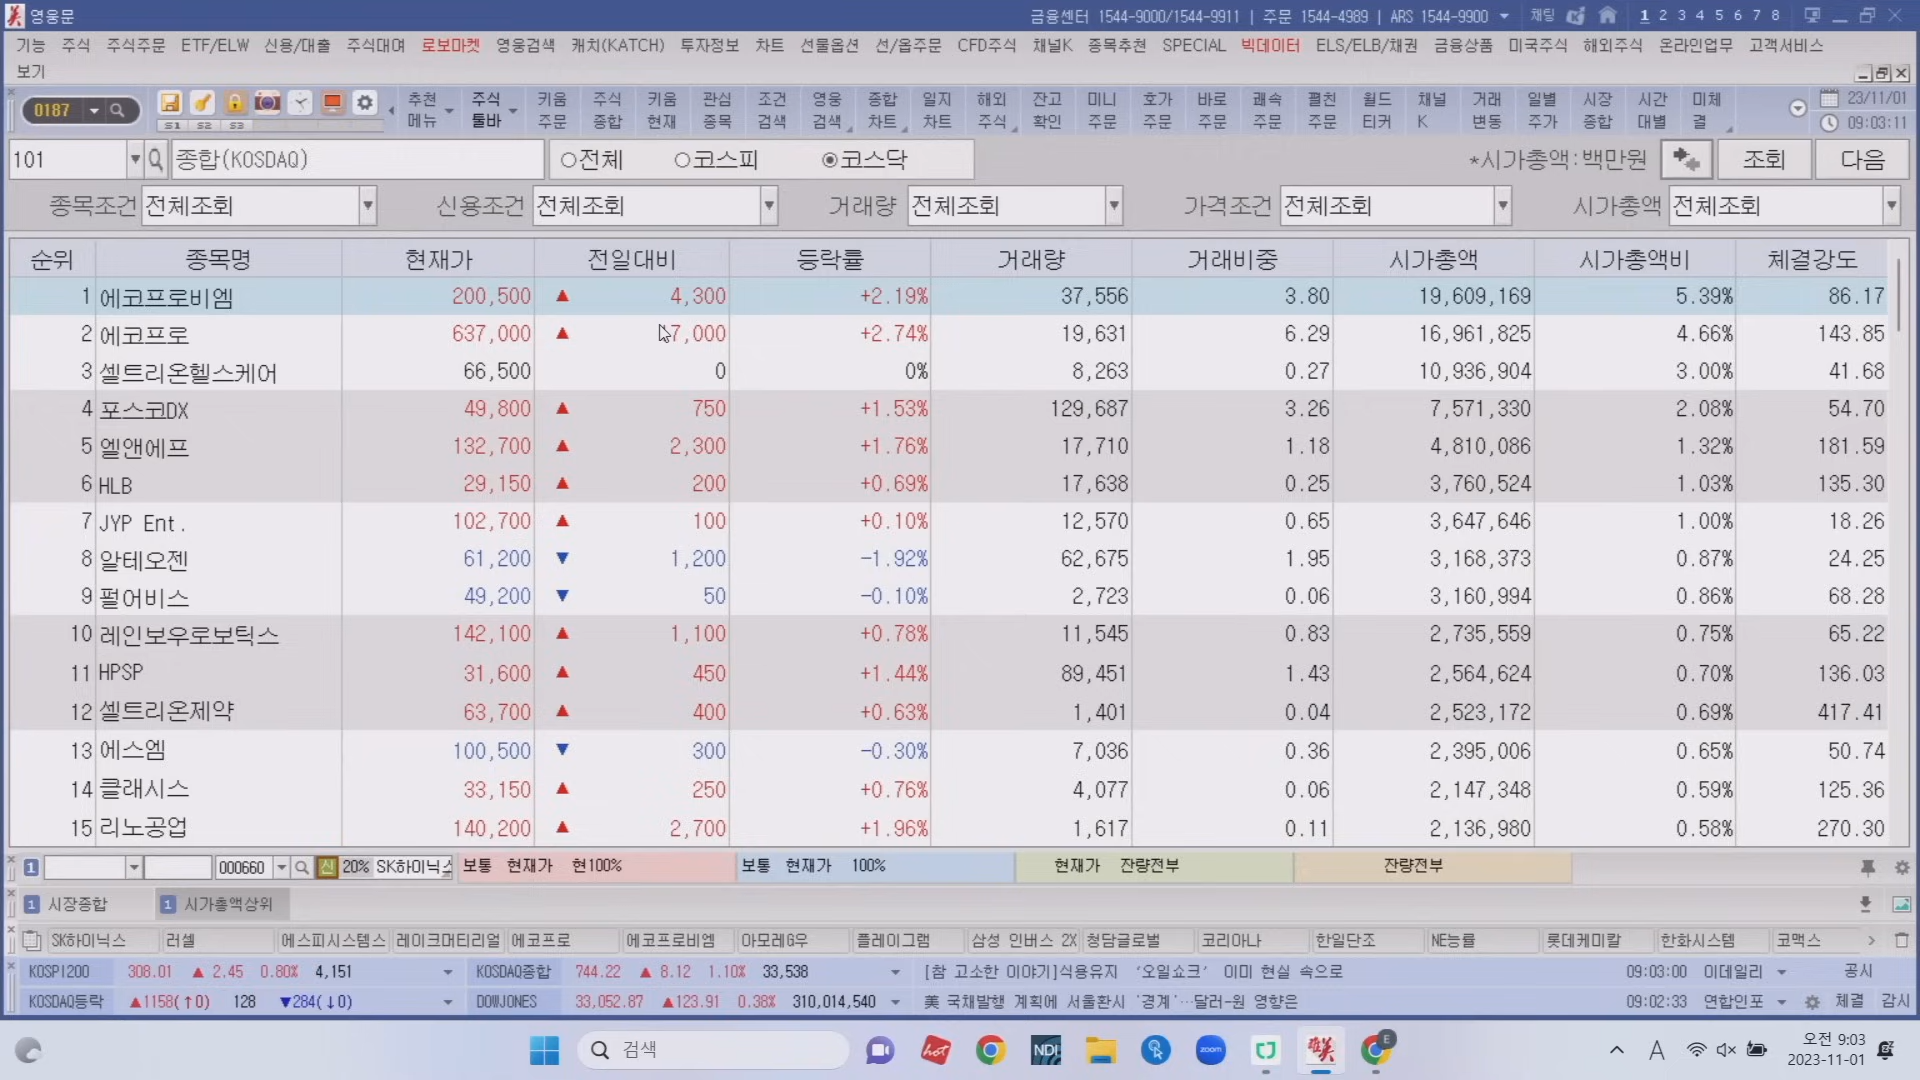 영웅문 금융센터 1544-9000/1544-9911 | 주문 1544-4989 | ARS 1544-9900 채팅 1 2 3 4 5 6 7 8
기능 주식 주식주문 ETF/ELW 신용/대출 주식대여 로보마켓 영웅검색 캐치(KATCH) 투자정보 차트 선물옵션 선/옵주문 CFD주식 채널K 종목추천 SPECIAL 빅데이터 ELS/ELB/채권 금융상품 미국주식 해외주식 온라인업무 고객서비스
보기
0187 추천 주식 키움 주식 키움 관심 조건 영웅 종합 일지 해외 잔고 미니 호가 바로 쾌속 펼친 월드 채널 거래 일별 시장 시간 미체 23/11/01
S1 S2 S3 메뉴 툴바 주문 종합 현재 종목 검색 검색 차트 차트 주식 확인 주문 주문 주문 주문 주문 티커 K 변동 주가 종합 대별 결 09:03:11
101 종합(KOSDAQ) 전체 코스피 코스닥 *시가총액:백만원 조회 다음
종목조건 전체조회 신용조건 전체조회 거래량 전체조회 가격조건 전체조회 시가총액 전체조회
순위 종목명 현재가 전일대비 등락률 거래량 거래비중 시가총액 시가총액비 체결강도
1 에코프로비엠 200,500 ▲ 4,300 +2.19% 37,556 3.80 19,609,169 5.39% 86.17
2 에코프로 637,000 ▲ 7,000 +2.74% 19,631 6.29 16,961,825 4.66% 143.85
3 셀트리온헬스케어 66,500 0 0% 8,263 0.27 10,936,904 3.00% 41.68
4 포스코DX 49,800 ▲ 750 +1.53% 129,687 3.26 7,571,330 2.08% 54.70
5 엘앤에프 132,700 ▲ 2,300 +1.76% 17,710 1.18 4,810,086 1.32% 181.59
6 HLB 29,150 ▲ 200 +0.69% 17,638 0.25 3,760,524 1.03% 135.30
7 JYP Ent. 102,700 ▲ 100 +0.10% 12,570 0.65 3,647,646 1.00% 18.26
8 알테오젠 61,200 ▼ 1,200 -1.92% 62,675 1.95 3,168,373 0.87% 24.25
9 펄어비스 49,200 ▼ 50 -0.10% 2,723 0.06 3,160,994 0.86% 68.28
10 레인보우로보틱스 142,100 ▲ 1,100 +0.78% 11,545 0.83 2,735,559 0.75% 65.22
11 HPSP 31,600 ▲ 450 +1.44% 89,451 1.43 2,564,624 0.70% 136.03
12 셀트리온제약 63,700 ▲ 400 +0.63% 1,401 0.04 2,523,172 0.69% 417.41
13 에스엠 100,500 ▼ 300 -0.30% 7,036 0.36 2,395,006 0.65% 50.74
14 클래시스 33,150 ▲ 250 +0.76% 4,077 0.06 2,147,348 0.59% 125.36
15 리노공업 140,200 ▲ 2,700 +1.96% 1,617 0.11 2,136,980 0.58% 270.30
1 000660 신 20% SK하이닉스 보통 현재가 현100% 보통 현재가 100% 현재가 잔량전부 잔량전부
1 시장종합 1 시가총액상위
SK하이닉스 러셀 에스피시스템스 레이크머티리얼 에코프로 에코프로비엠 아모레G우 플레이그램 삼성 인버스 2X 청담글로벌 코리아나 한일단조 NE능률 롯데케미칼 한화시스템 코맥스
KOSPI200 308.01 ▲ 2.45 0.80% 4,151 KOSDAQ종합 744.22 ▲ 8.12 1.10% 33,538 [참 고소한 이야기]식용유지 '오일쇼크' 이미 현실 속으로 09:03:00 이데일리 공시
KOSDAQ등락 ▲1158(↑0) 128 ▼284(↓0) DOWJONES 33,052.87 ▲123.91 0.38% 310,014,540 美 국채발행 계획에 서울환시 '경계'…달러-원 영향은 09:02:33 연합인포 체결 감시
검색 hot NDI zoom E A 오전 9:03
2023-11-01